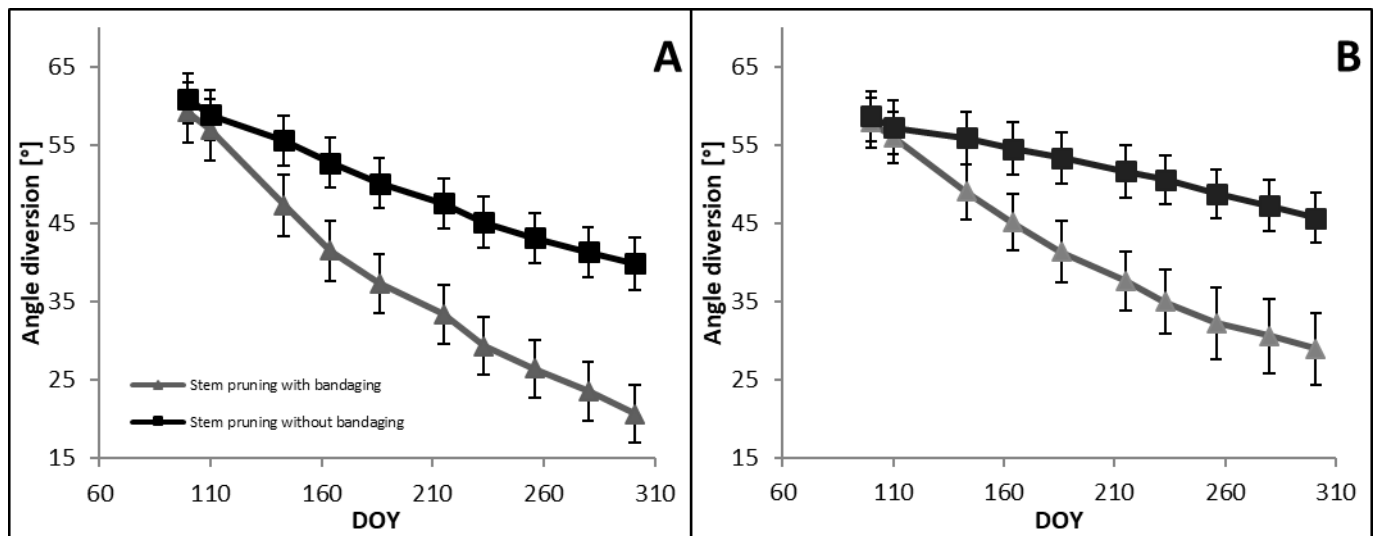 A
Angle diversion [°]
65
55
45
35
25
15
Stem pruning with bandaging
Stem pruning without bandaging
60 110 160 210 260 310
DOY
B
Angle diversion [°]
65
55
45
35
25
15
60 110 160 210 260 310
DOY